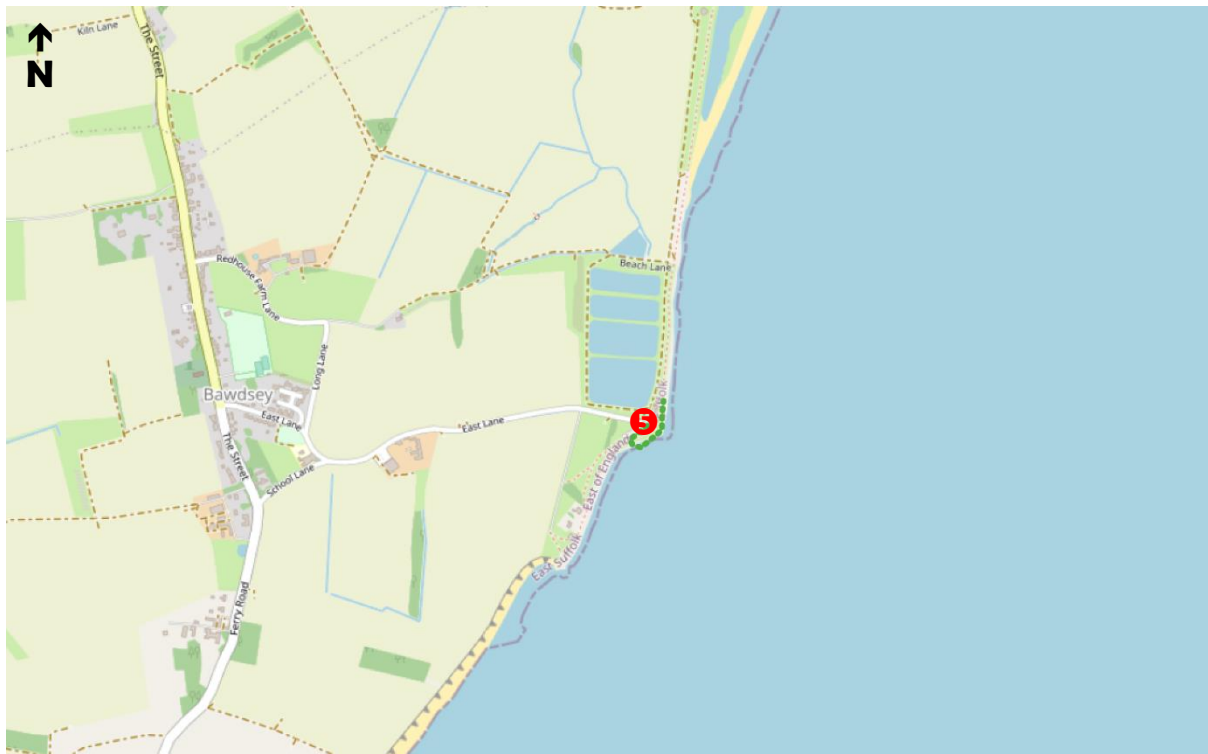 Kiln Lane
The Street
N
Redhouse Farm Lane
Beach Lane
Long Lane
Bawdsey
East Lane
East Lane
5
The Street
School Lane
East of England
East Suffolk
Ferry Road